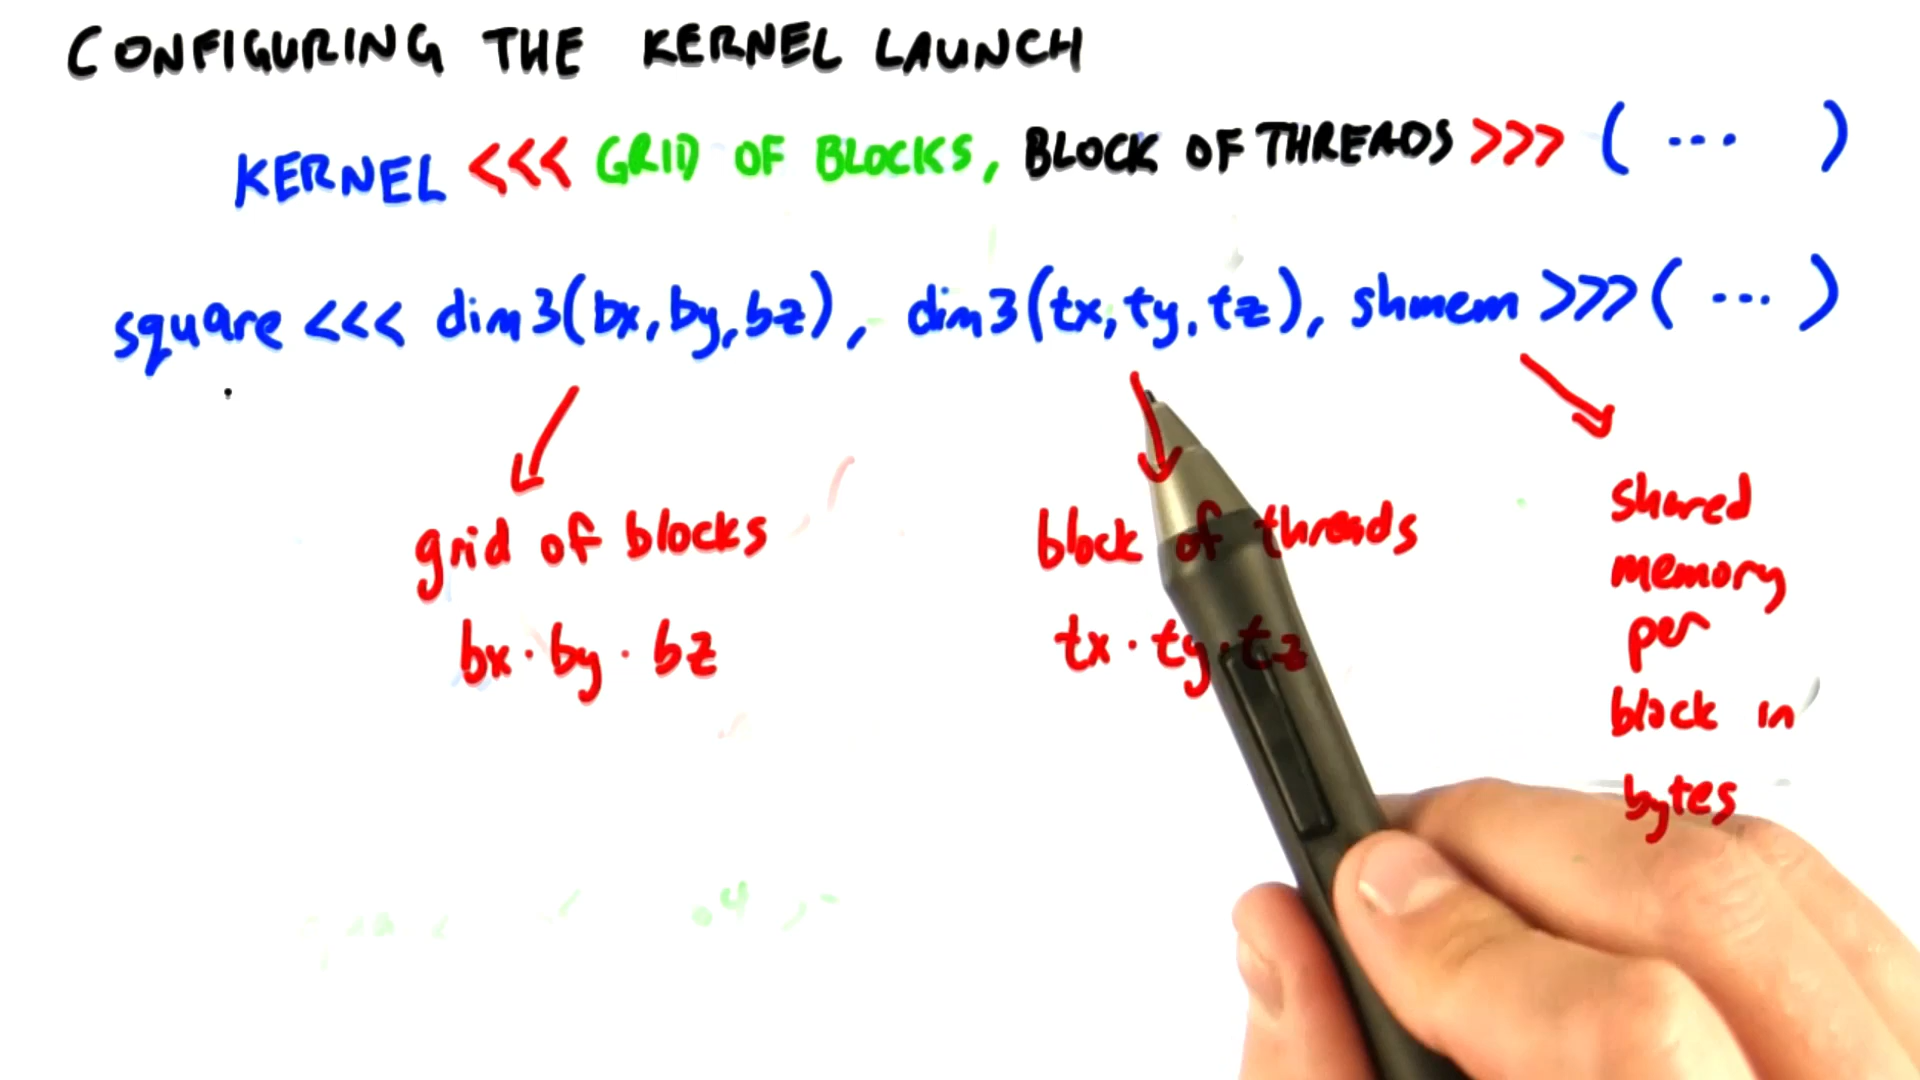 CONFIGURING THE KERNEL LAUNCH
KERNEL <<< GRID OF BLOCKS, BLOCK OF THREADS >>> ( ... )
square <<< dim3(bx,by,bz), dim3(tx,ty,tz), shmem >>> ( ... )
grid of blocks
bx · by · bz
block of threads
tx · ty · tz
shared
memory
per
block in
bytes